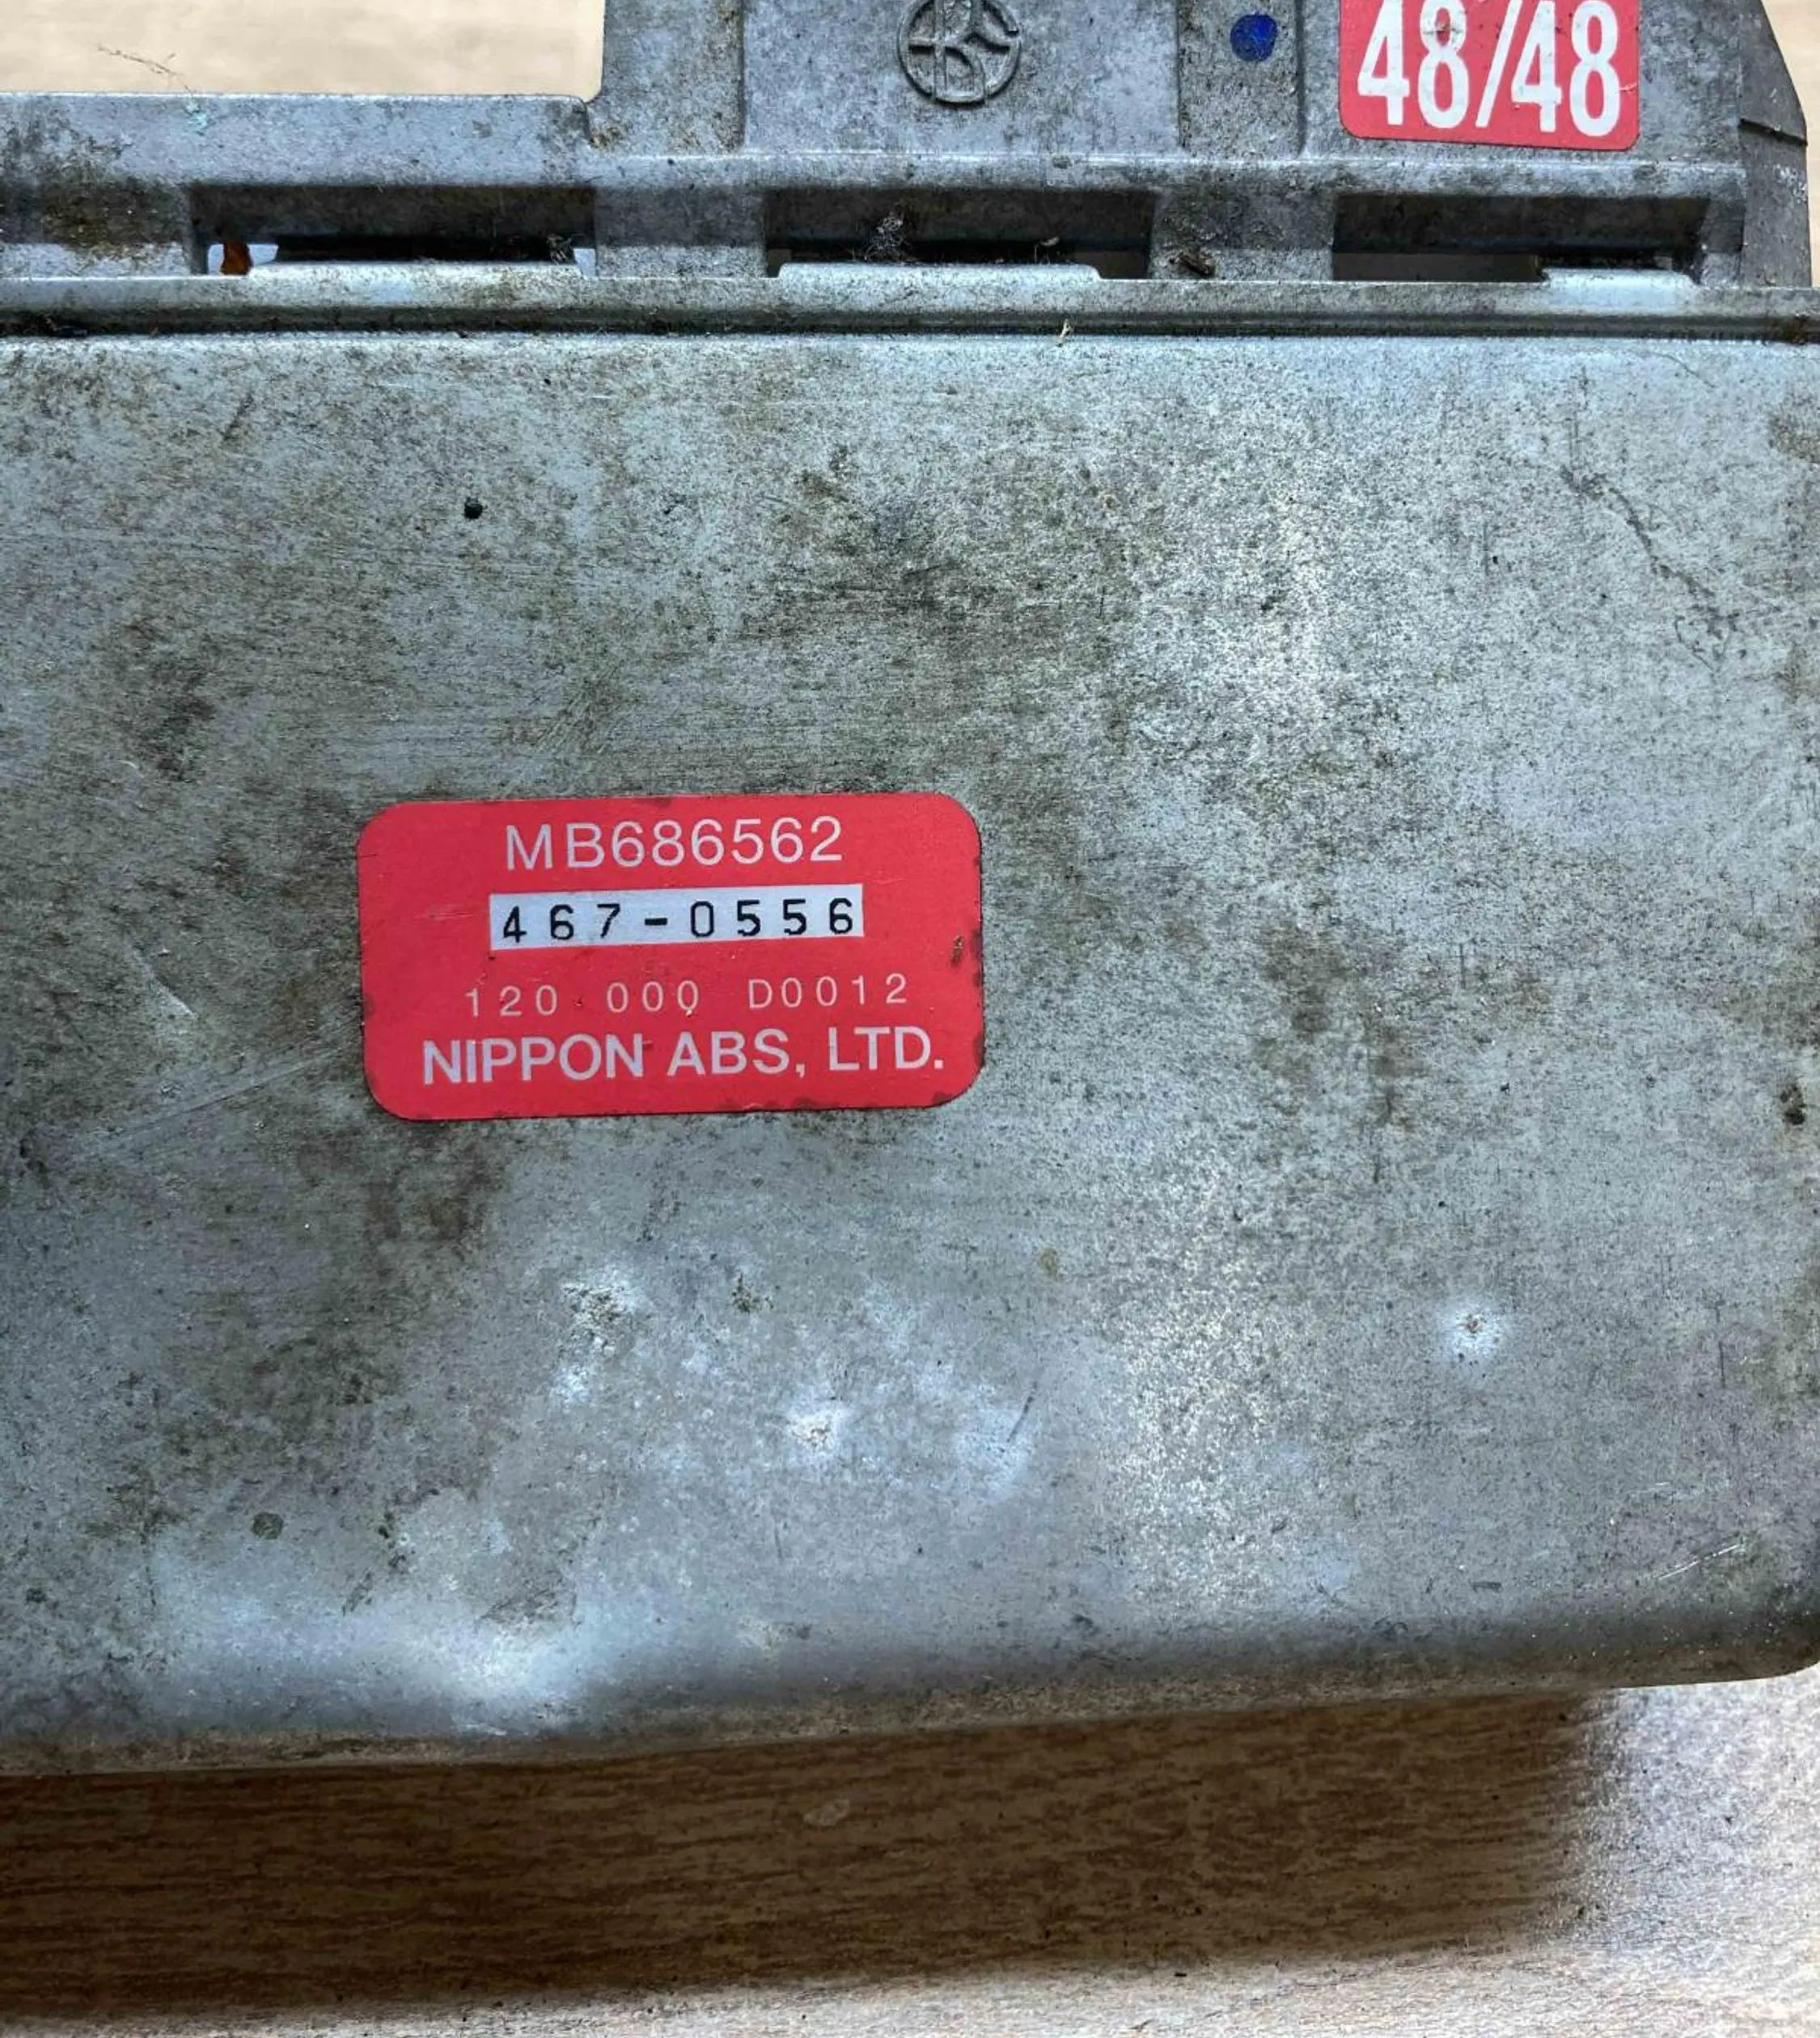 48/48
MB686562
467-0556
120 000 D0012
NIPPON ABS, LTD.